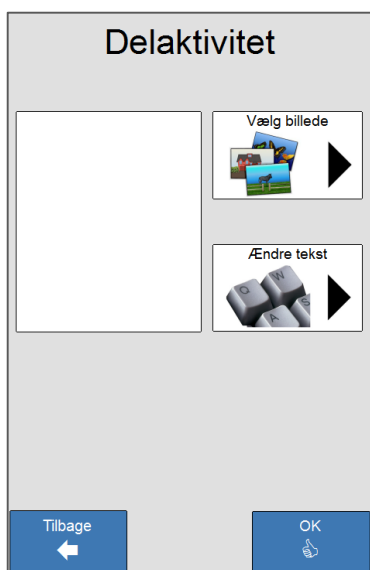 Delaktivitet
Vælg billede
Ændre tekst
Q
W
A
S
Tilbage
OK